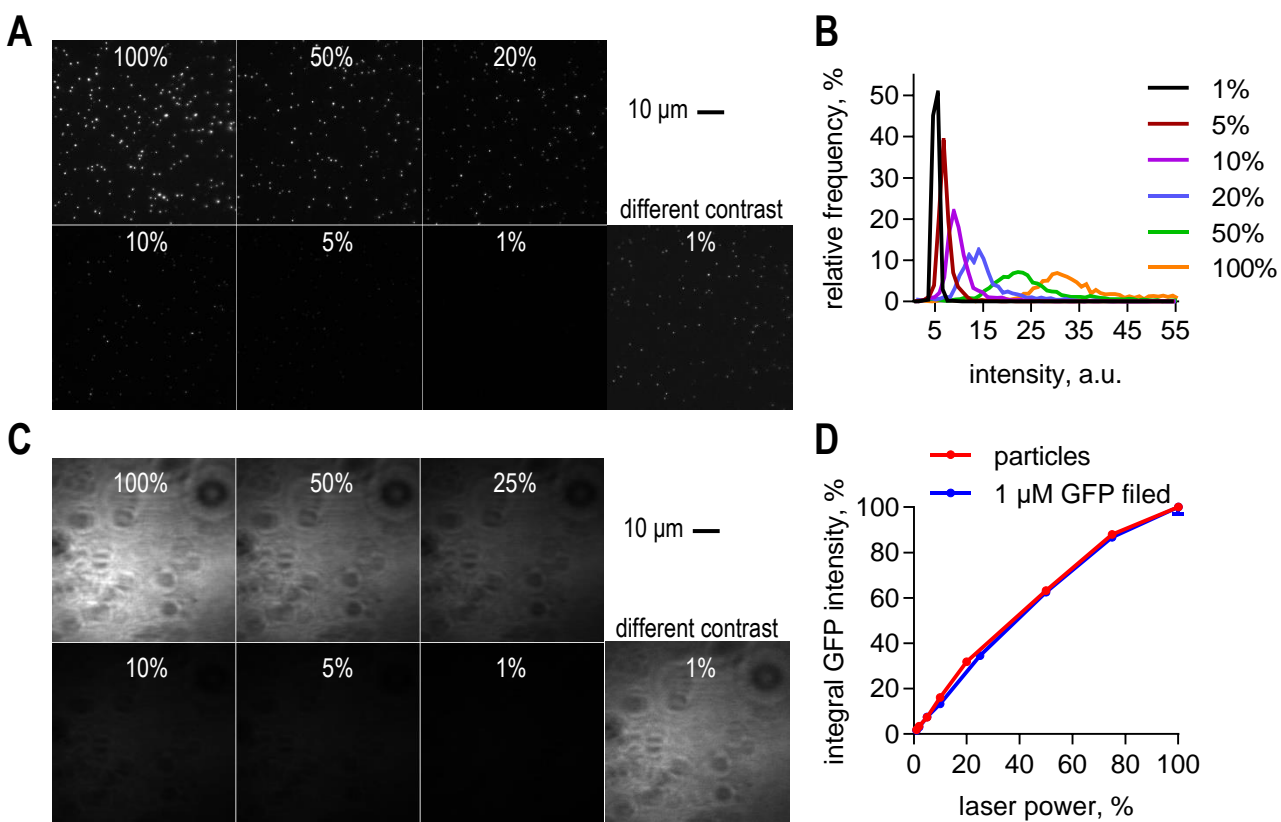 A
100% 50% 20%
10 µm
different contrast
10% 5% 1% 1%
B
relative frequency, %
50
40
30
20
10
0
5 15 25 35 45 55
intensity, a.u.
1%
5%
10%
20%
50%
100%
C
100% 50% 25%
10 µm
different contrast
10% 5% 1% 1%
D
particles
1 µM GFP filed
integral GFP intensity, %
100
80
60
40
20
0
0 20 40 60 80 100
laser power, %